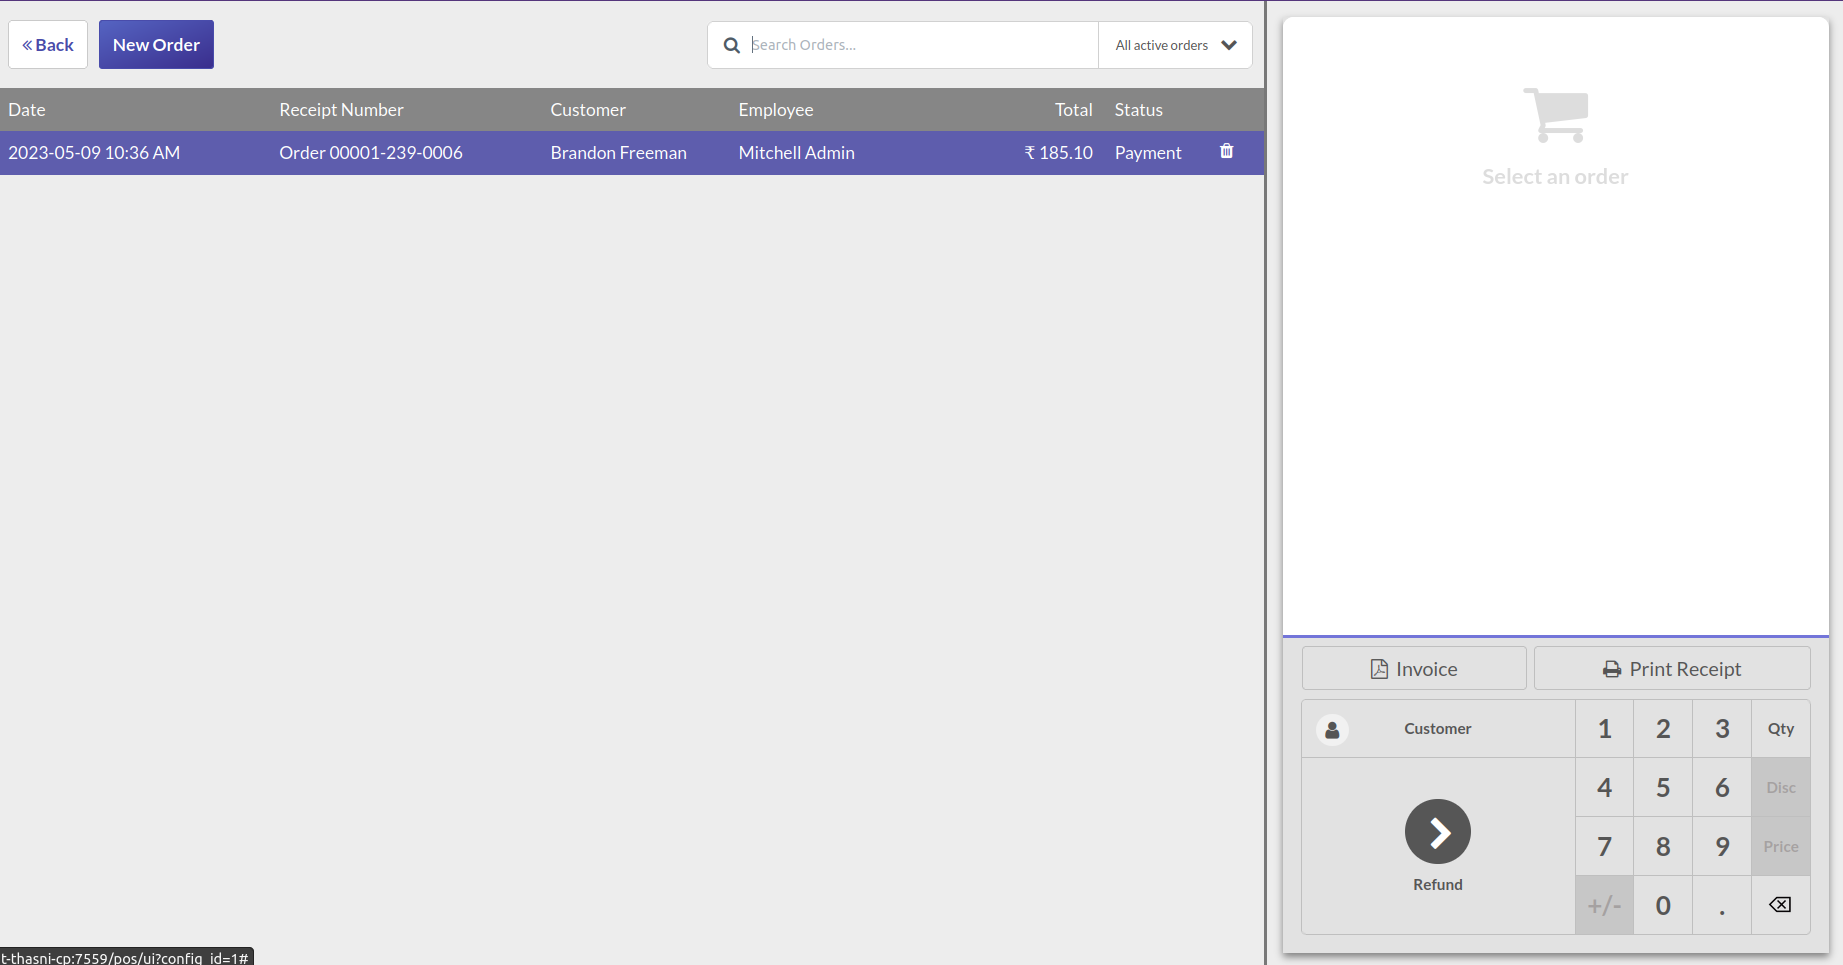 « Back
New Order
Search Orders...
All active orders
Date Receipt Number Customer Employee Total Status
2023-05-09 10:36 AM Order 00001-239-0006 Brandon Freeman Mitchell Admin ₹ 185.10 Payment
Select an order
Invoice
Print Receipt
Customer
1 2 3 Qty
4 5 6 Disc
7 8 9 Price
Refund
+/- 0 .
t-thasni-cp:7559/pos/ui?config_id=1#